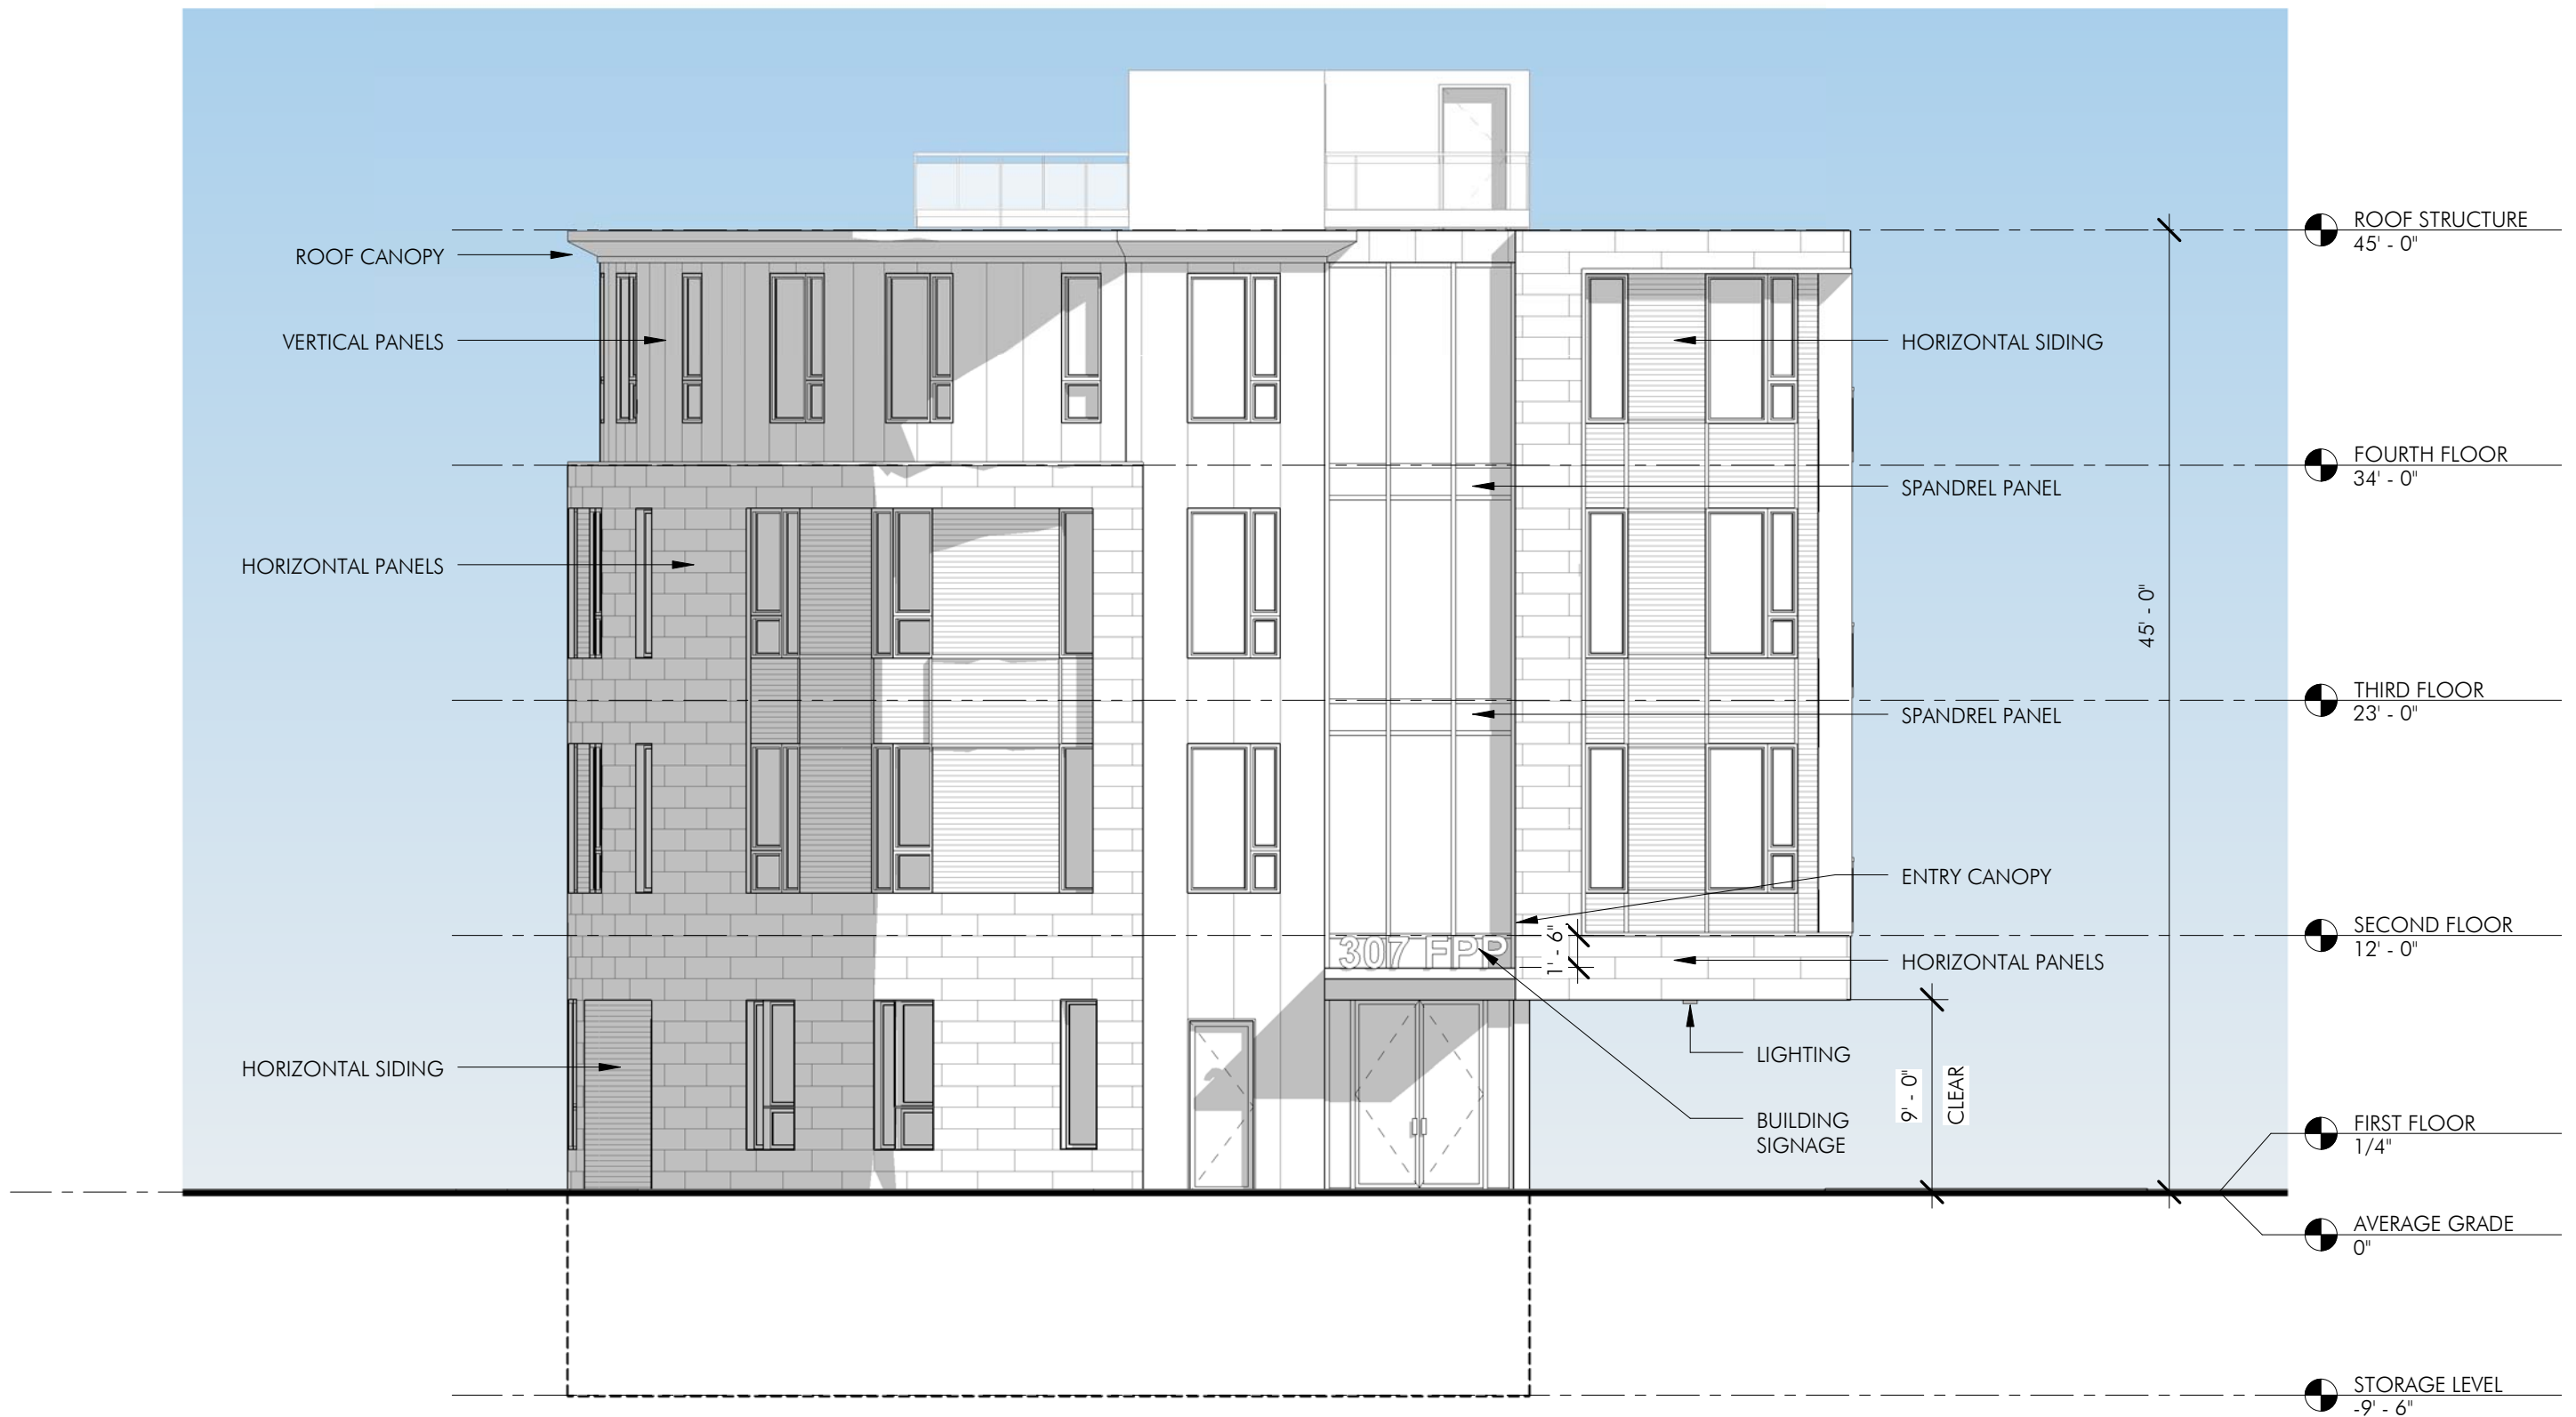 ROOF STRUCTURE
45' - 0"
ROOF CANOPY
VERTICAL PANELS
HORIZONTAL SIDING
FOURTH FLOOR
34' - 0"
SPANDREL PANEL
HORIZONTAL PANELS
45' - 0"
THIRD FLOOR
23' - 0"
SPANDREL PANEL
ENTRY CANOPY
SECOND FLOOR
12' - 0"
307 FPP
1' - 6"
HORIZONTAL PANELS
HORIZONTAL SIDING
LIGHTING
9' - 0"
CLEAR
BUILDING
SIGNAGE
FIRST FLOOR
1/4"
AVERAGE GRADE
0"
STORAGE LEVEL
-9' - 6"